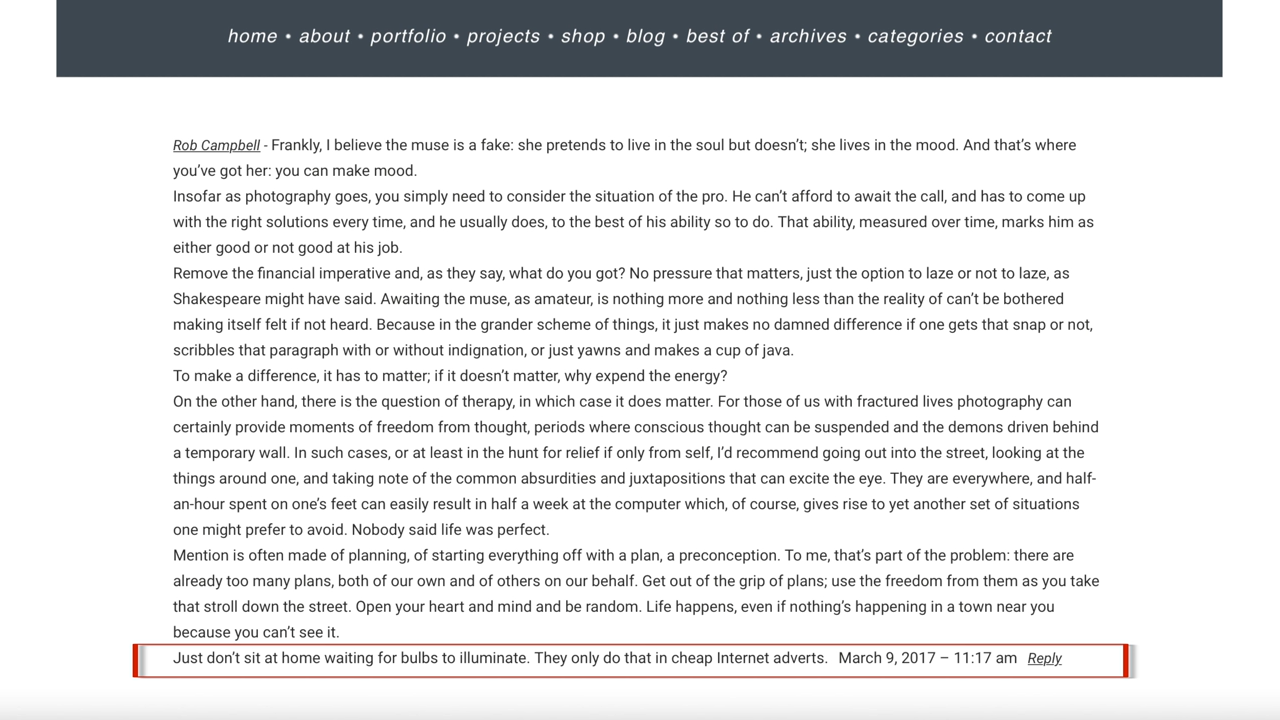 home • about • portfolio • projects • shop • blog • best of • archives • categories • contact
Rob Campbell - Frankly, I believe the muse is a fake: she pretends to live in the soul but doesn’t; she lives in the mood. And that’s where
you’ve got her: you can make mood.
Insofar as photography goes, you simply need to consider the situation of the pro. He can’t afford to await the call, and has to come up
with the right solutions every time, and he usually does, to the best of his ability so to do. That ability, measured over time, marks him as
either good or not good at his job.
Remove the financial imperative and, as they say, what do you got? No pressure that matters, just the option to laze or not to laze, as
Shakespeare might have said. Awaiting the muse, as amateur, is nothing more and nothing less than the reality of can’t be bothered
making itself felt if not heard. Because in the grander scheme of things, it just makes no damned difference if one gets that snap or not,
scribbles that paragraph with or without indignation, or just yawns and makes a cup of java.
To make a difference, it has to matter; if it doesn’t matter, why expend the energy?
On the other hand, there is the question of therapy, in which case it does matter. For those of us with fractured lives photography can
certainly provide moments of freedom from thought, periods where conscious thought can be suspended and the demons driven behind
a temporary wall. In such cases, or at least in the hunt for relief if only from self, I’d recommend going out into the street, looking at the
things around one, and taking note of the common absurdities and juxtapositions that can excite the eye. They are everywhere, and half-
an-hour spent on one’s feet can easily result in half a week at the computer which, of course, gives rise to yet another set of situations
one might prefer to avoid. Nobody said life was perfect.
Mention is often made of planning, of starting everything off with a plan, a preconception. To me, that’s part of the problem: there are
already too many plans, both of our own and of others on our behalf. Get out of the grip of plans; use the freedom from them as you take
that stroll down the street. Open your heart and mind and be random. Life happens, even if nothing’s happening in a town near you
because you can’t see it.
Just don’t sit at home waiting for bulbs to illuminate. They only do that in cheap Internet adverts. March 9, 2017 – 11:17 am Reply